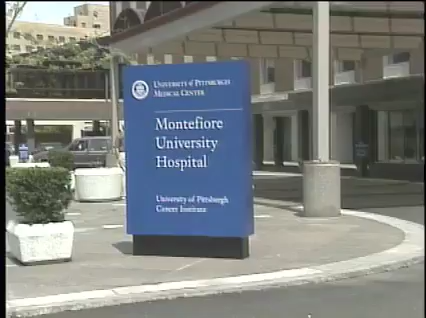 University of Pittsburgh
Medical Center
Montefiore
University
Hospital
University of Pittsburgh
Cancer Institute